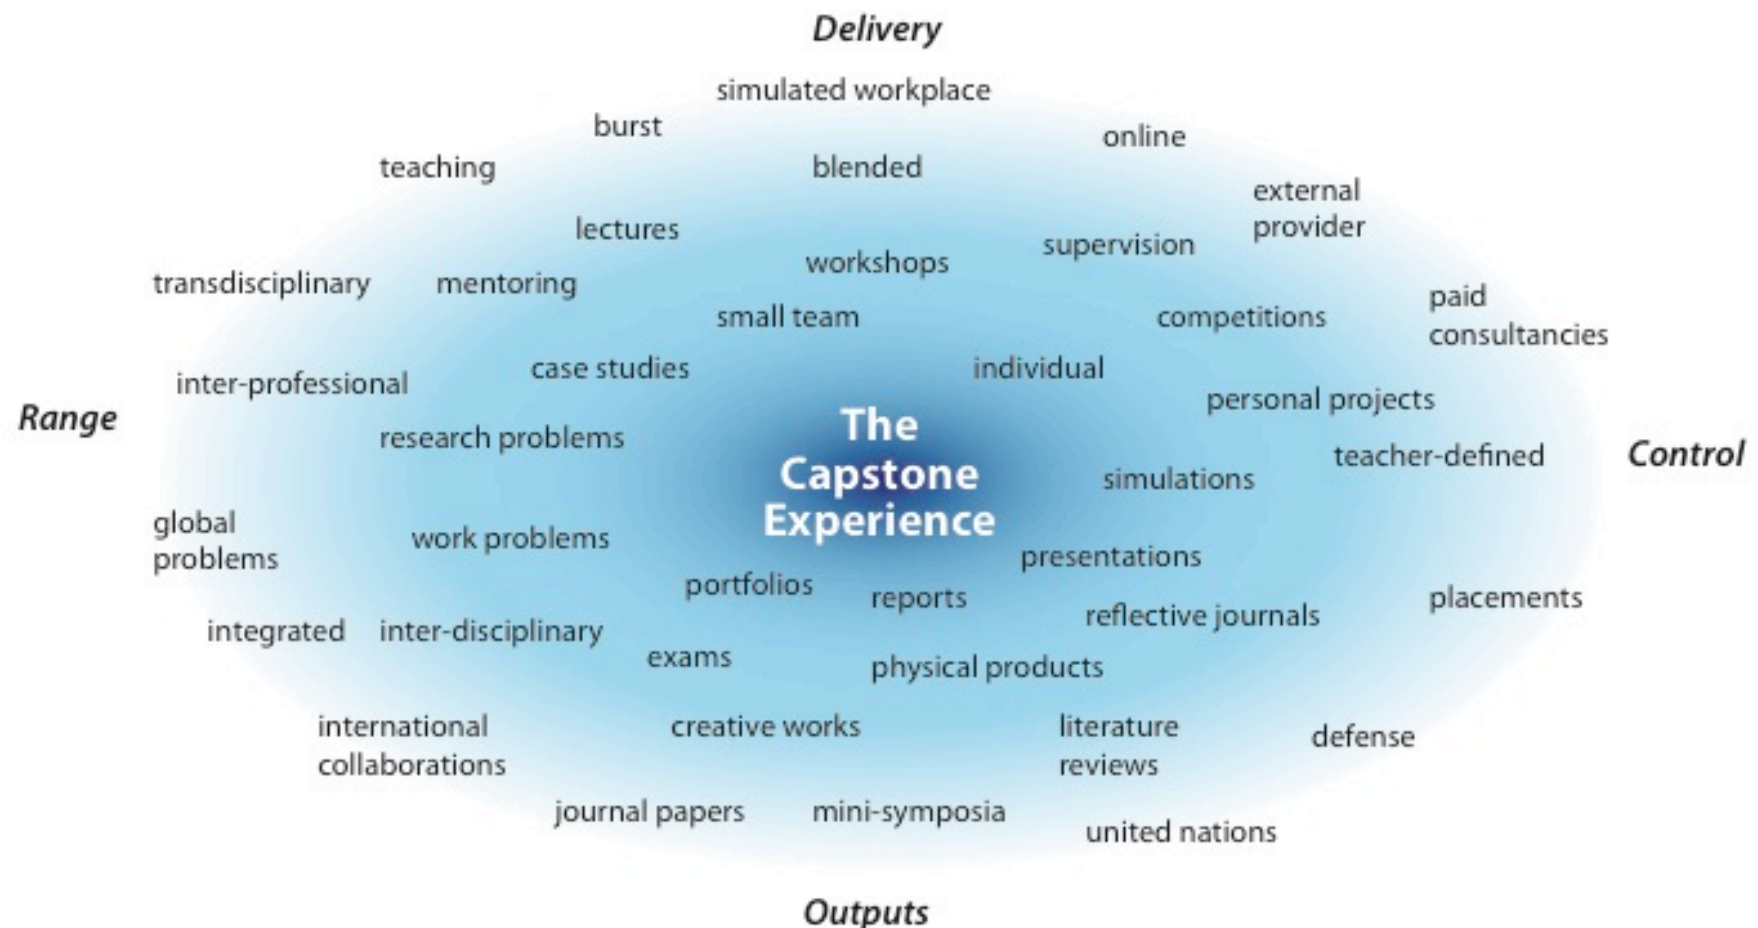 Delivery
simulated workplace
burst
online
teaching
blended
external
provider
lectures
supervision
workshops
transdisciplinary
mentoring
paid
consultancies
small team
competitions
case studies
individual
inter-professional
personal projects
Range
The
Capstone
Experience
research problems
teacher-defined
Control
simulations
global
problems
work problems
presentations
portfolios
reports
placements
reflective journals
integrated
inter-disciplinary
exams
physical products
international
collaborations
creative works
literature
reviews
defense
journal papers
mini-symposia
united nations
Outputs